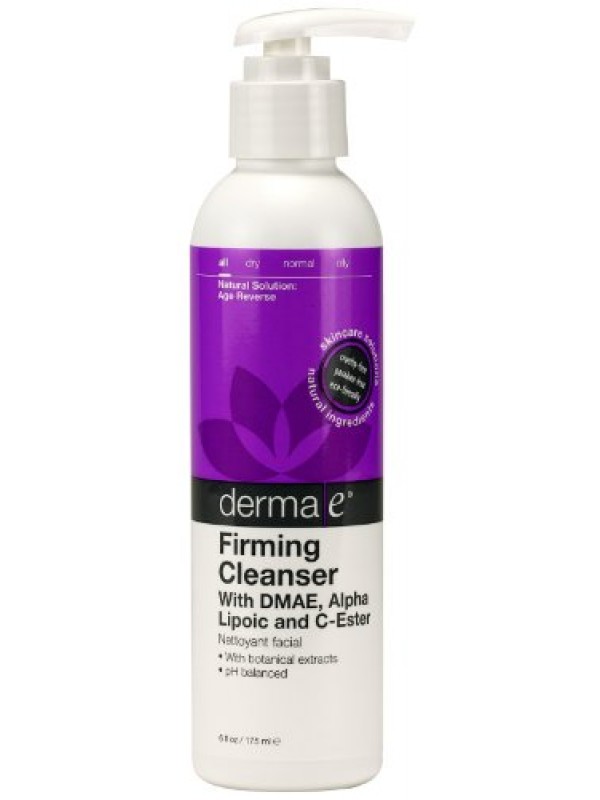 all dry normal oily
Natural Solution:
Age Reverse
skincare solutions
cruelty-free
paraben-free
eco-friendly
natural ingredients
derma e®
Firming
Cleanser
With DMAE, Alpha
Lipoic and C-Ester
Nettoyant facial
• With botanical extracts
• pH balanced
6 fl oz / 175 ml ℮